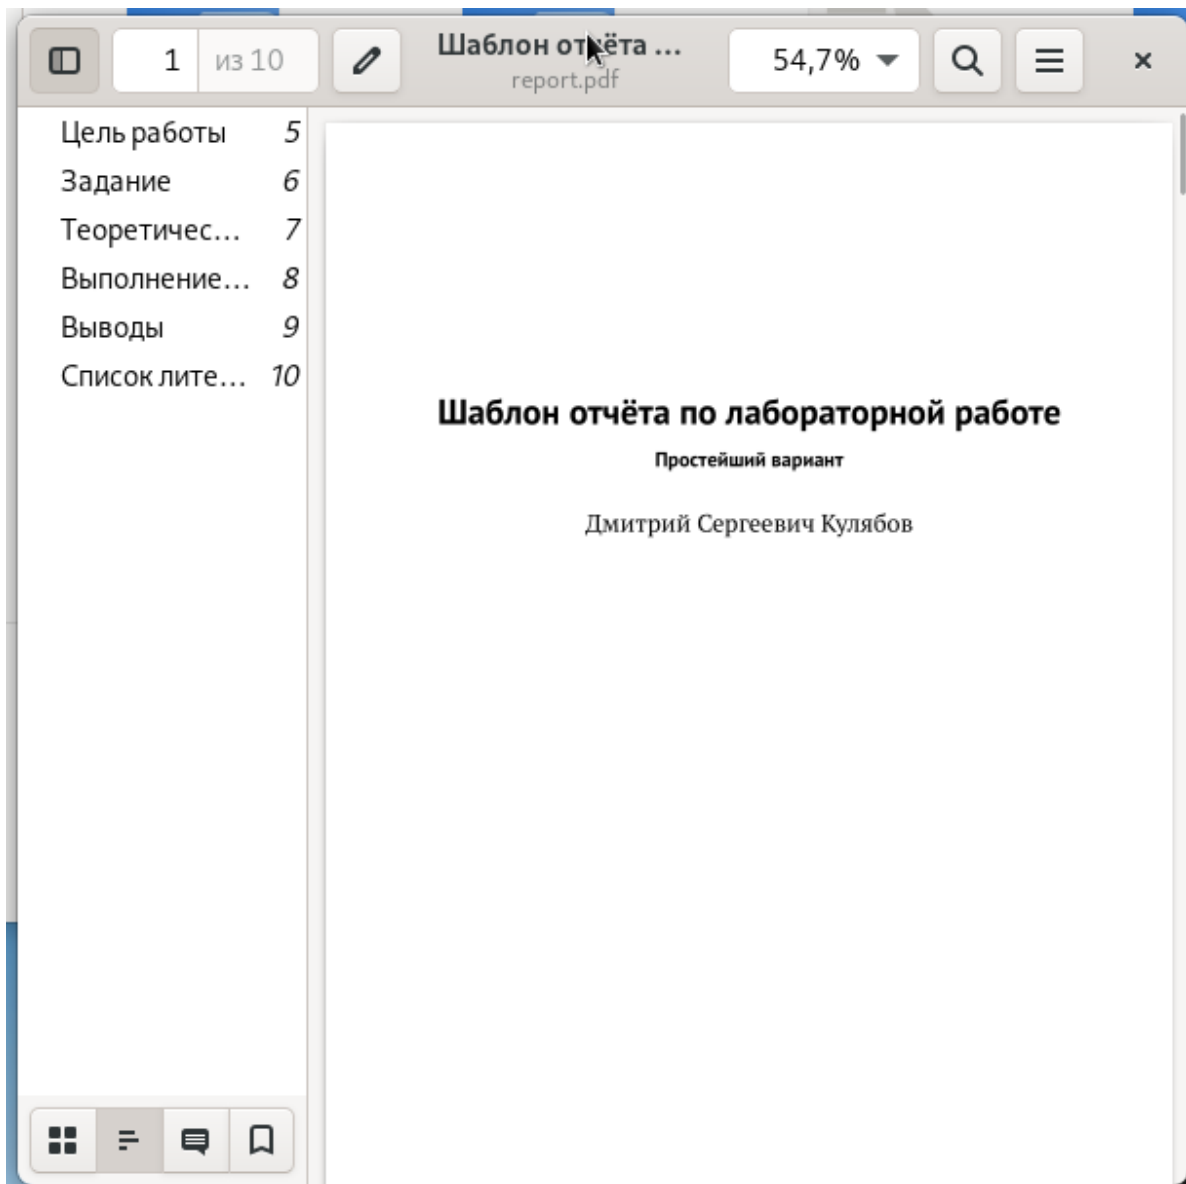 1 из 10
Шаблон отчёта ...
report.pdf
54,7%
Цель работы 5
Задание 6
Теоретичес... 7
Выполнение... 8
Выводы 9
Список лите... 10
Шаблон отчёта по лабораторной работе
Простейший вариант
Дмитрий Сергеевич Кулябов